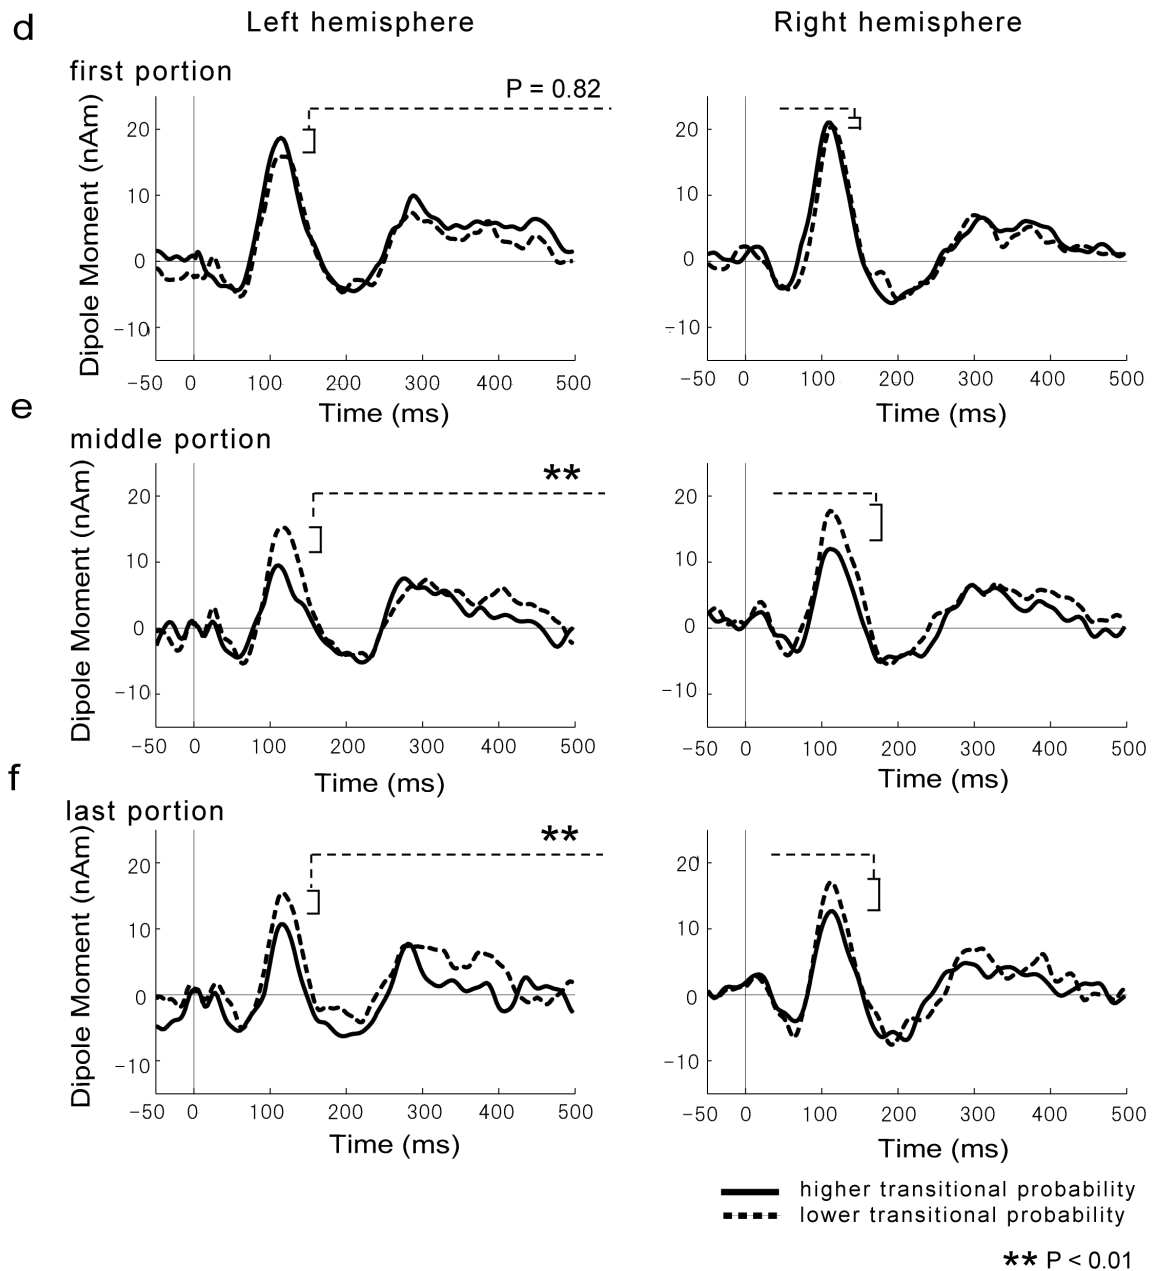 d
Left hemisphere
Right hemisphere
first portion
P = 0.82
Dipole Moment (nAm)
20
10
0
-10
-50 0 100 200 300 400 500
Time (ms)
20
10
0
-10
-50 0 100 200 300 400 500
Time (ms)
e
middle portion
**
Dipole Moment (nAm)
20
10
0
-10
-50 0 100 200 300 400 500
Time (ms)
20
10
0
-10
-50 0 100 200 300 400 500
Time (ms)
f
last portion
**
Dipole Moment (nAm)
20
10
0
-10
-50 0 100 200 300 400 500
Time (ms)
20
10
0
-10
-50 0 100 200 300 400 500
Time (ms)
higher transitional probability
lower transitional probability
** P < 0.01